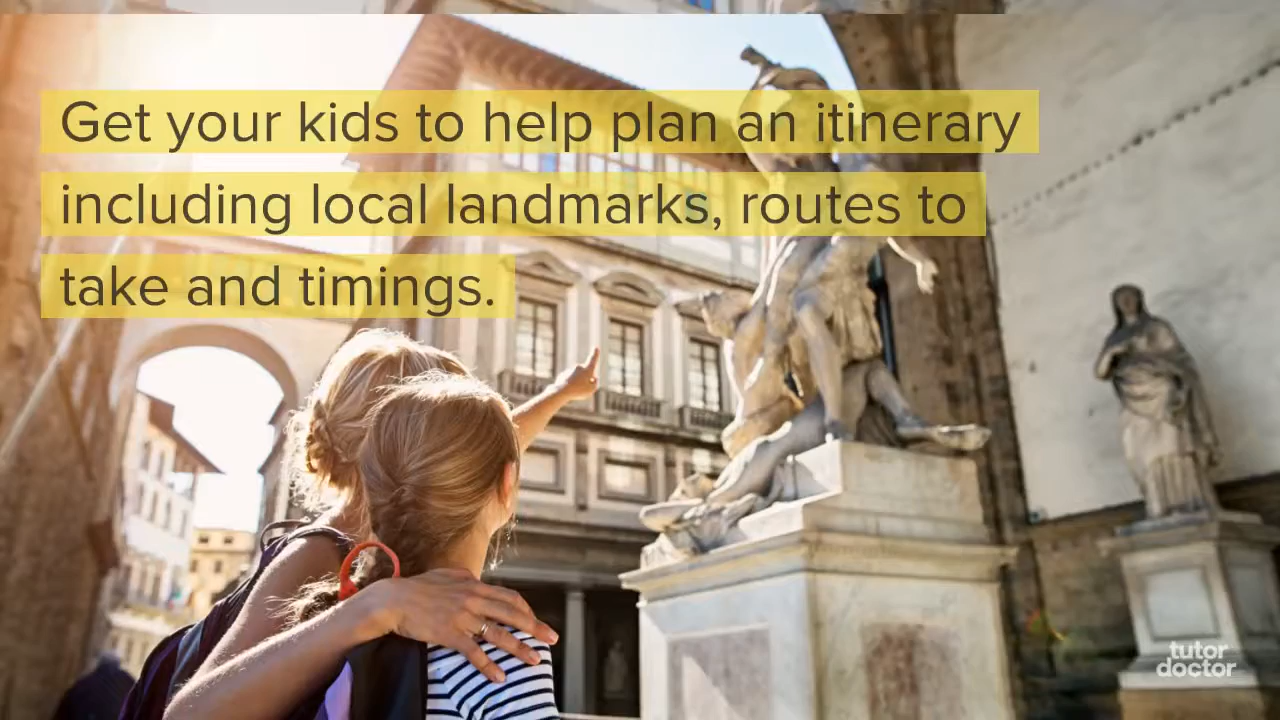 Get your kids to help plan an itinerary
including local landmarks, routes to
take and timings.
tutor
doctor